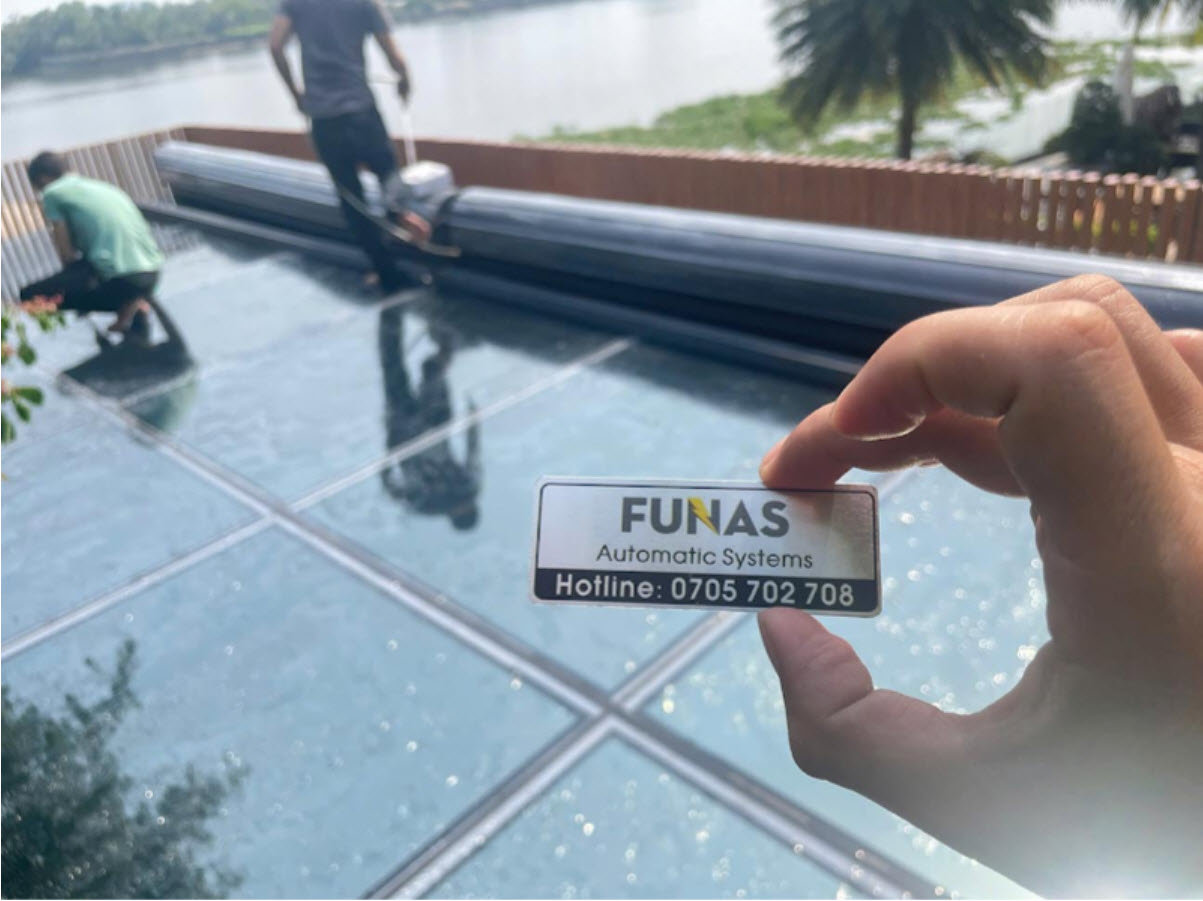 FUNAS
Automatic Systems
Hotline: 0705 702 708